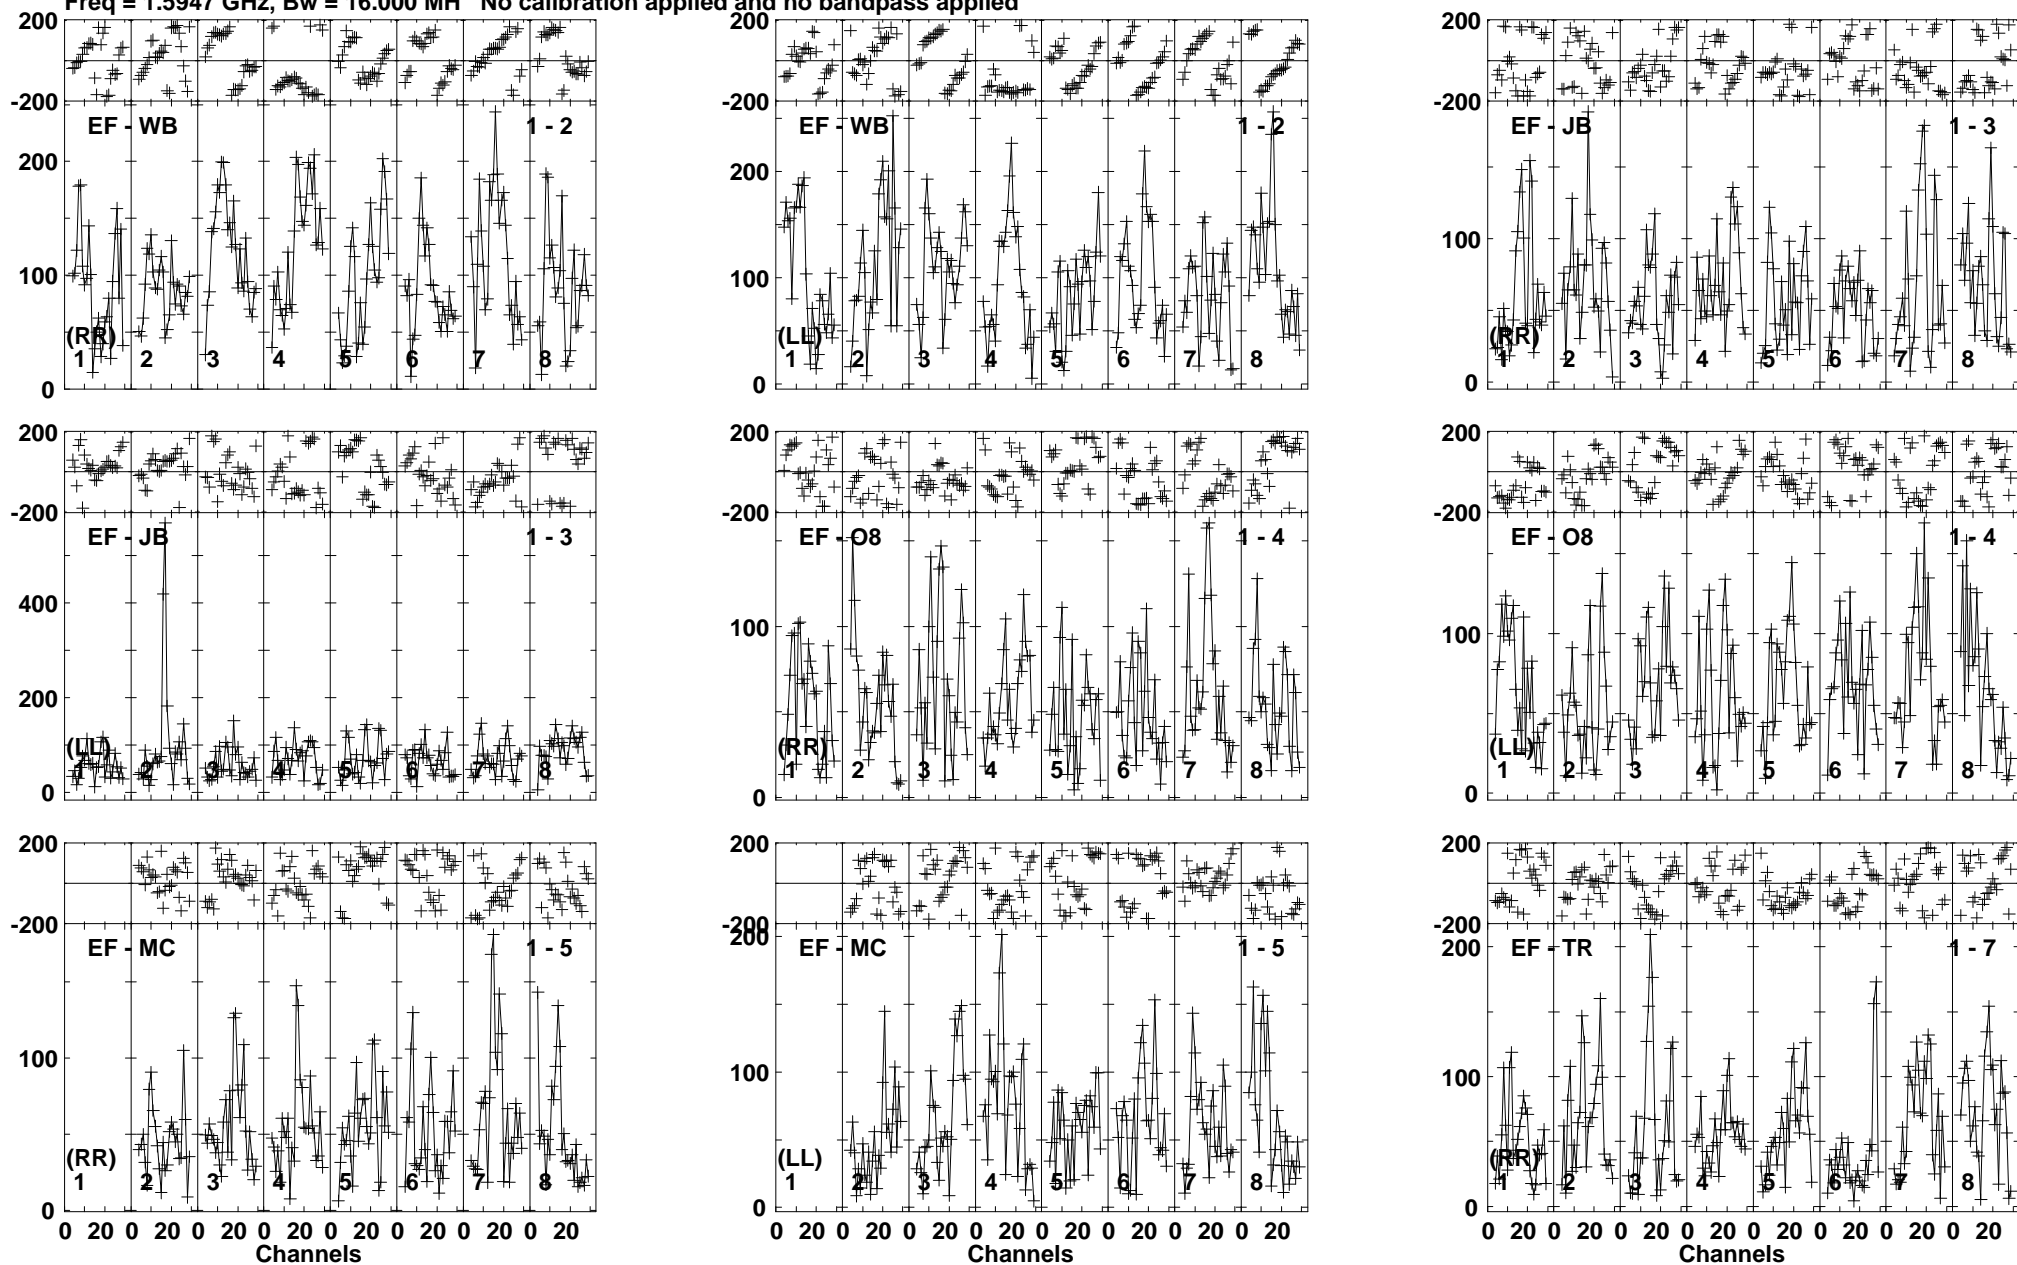 Freq = 1.5947 GHz, Bw = 16.000 MH No calibration applied and no bandpass applied
200 200 200
-200 -200 -200
EF - WB 1 - 2 EF - WB 1 - 2 EF - JB 1 - 3
200 200
100 100 100
(RR) (LL) (RR)
1 2 3 4 5 6 7 8 1 2 3 4 5 6 7 8 1 2 3 4 5 6 7 8
0 0 0
200 200 200
-200 -200 -200
EF - JB 1 - 3 EF - O8 1 - 4 EF - O8 1 - 4
400 100 100
200
(LL) (RR) (LL)
1 2 3 4 5 6 7 8 1 2 3 4 5 6 7 8 1 2 3 4 5 6 7 8
0 0 0
200 200 200
-200 -200 -200
EF - MC 1 - 5 EF - MC 1 - 5 EF - TR 1 - 7
200 200
100 100 100
(RR) (LL) (RR)
1 2 3 4 5 6 7 8 1 2 3 4 5 6 7 8 1 2 3 4 5 6 7 8
0 0 0
0 20 0 20 0 20 0 20 0 20 0 20 0 20 0 20 0 20 0 20 0 20 0 20 0 20 0 20 0 20 0 20 0 20 0 20 0 20 0 20 0 20 0 20 0 20 0 20
Channels Channels Channels